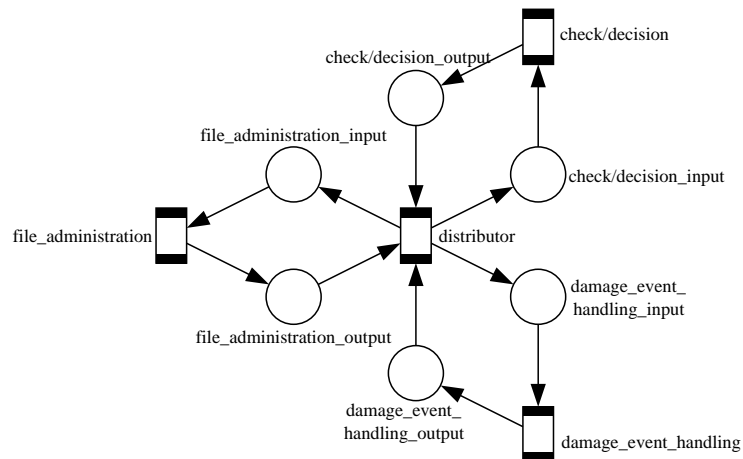 check/decision
check/decision_output
file_administration_input
check/decision_input
file_administration
distributor
damage_event_
handling_input
file_administration_output
damage_event_
handling_output
damage_event_handling